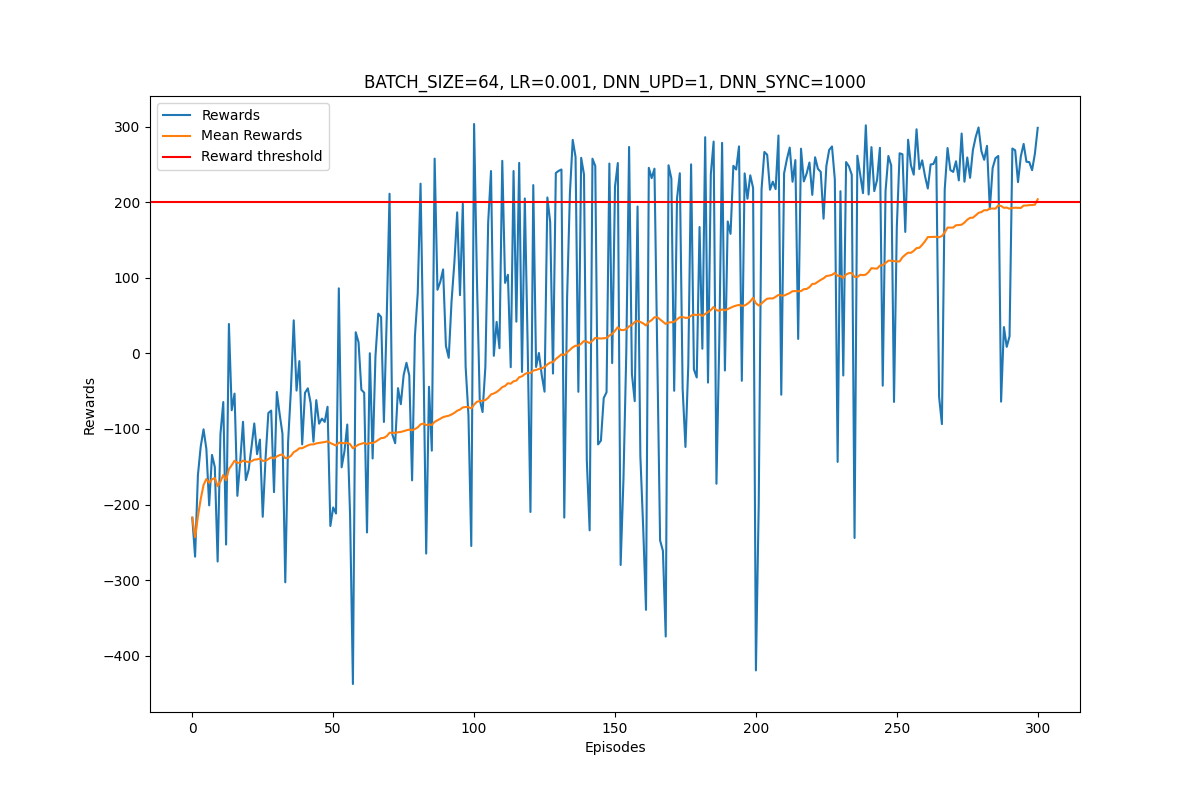 BATCH_SIZE=64, LR=0.001, DNN_UPD=1, DNN_SYNC=1000
Rewards
Mean Rewards
Reward threshold
300
200
100
0
−100
−200
−300
−400
Rewards
0 50 100 150 200 250 300
Episodes